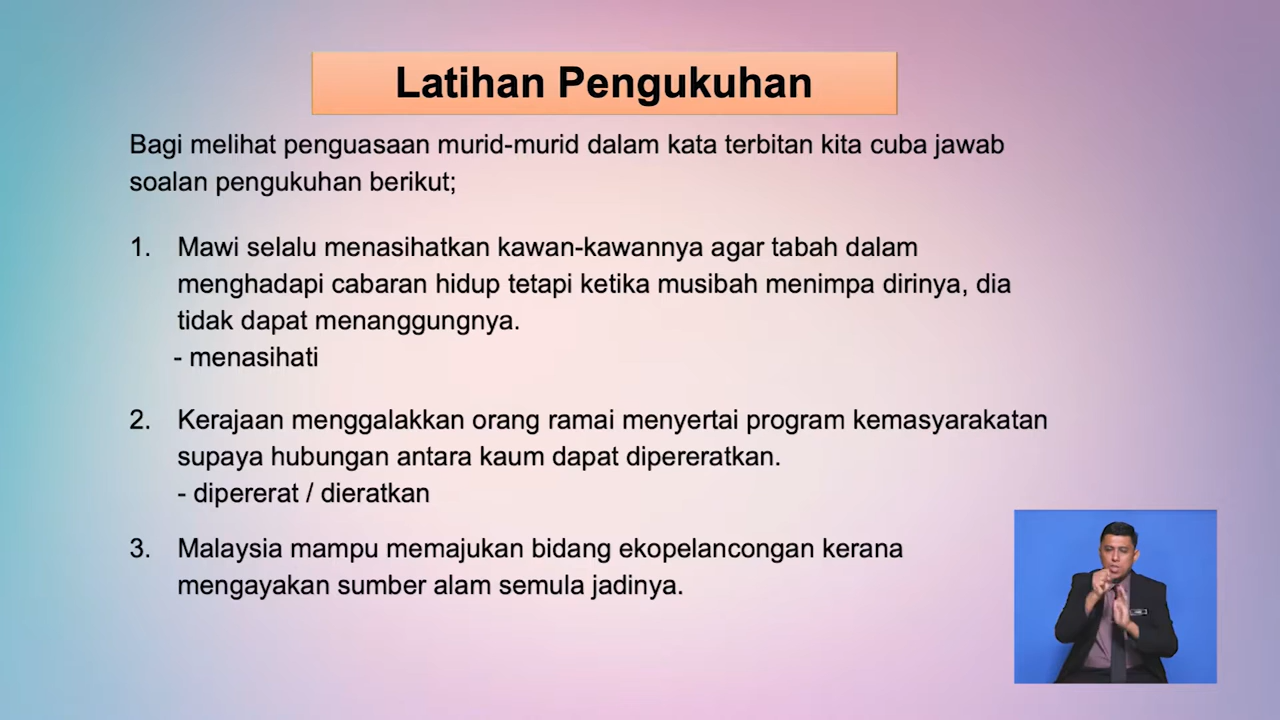 Latihan Pengukuhan
Bagi melihat penguasaan murid-murid dalam kata terbitan kita cuba jawab
soalan pengukuhan berikut;
1. Mawi selalu menasihatkan kawan-kawannya agar tabah dalam
menghadapi cabaran hidup tetapi ketika musibah menimpa dirinya, dia
tidak dapat menanggungnya.
- menasihati
2. Kerajaan menggalakkan orang ramai menyertai program kemasyarakatan
supaya hubungan antara kaum dapat dipereratkan.
- dipererat / dieratkan
3. Malaysia mampu memajukan bidang ekopelancongan kerana
mengayakan sumber alam semula jadinya.